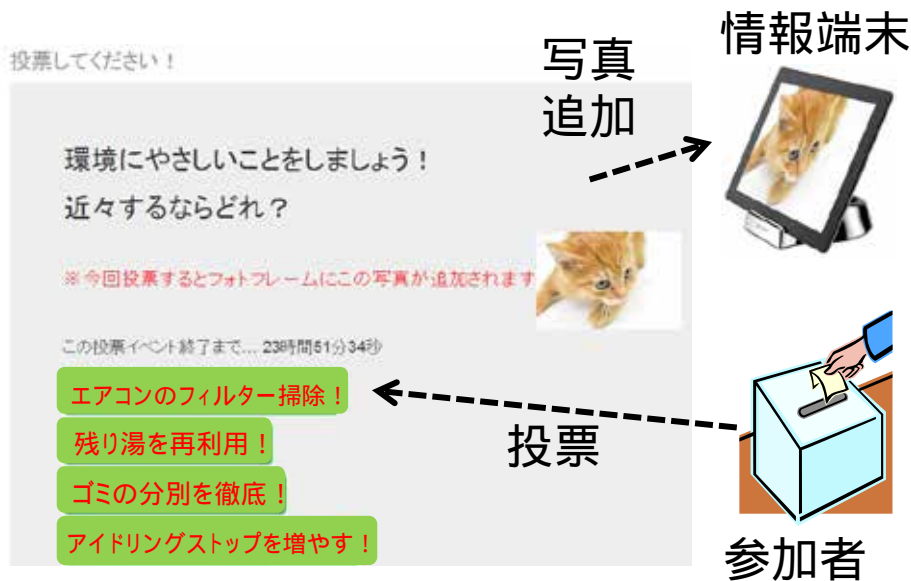 投票してください！
環境にやさしいことをしましょう！
近々するならどれ？
※今回投票するとフォトフレームにこの写真が追加されます
この投票イベント終了まで... 23時間51分34秒
エアコンのフィルター掃除！
残り湯を再利用！
ゴミの分別を徹底！
アイドリングストップを増やす！
写真
追加
情報端末
投票
参加者